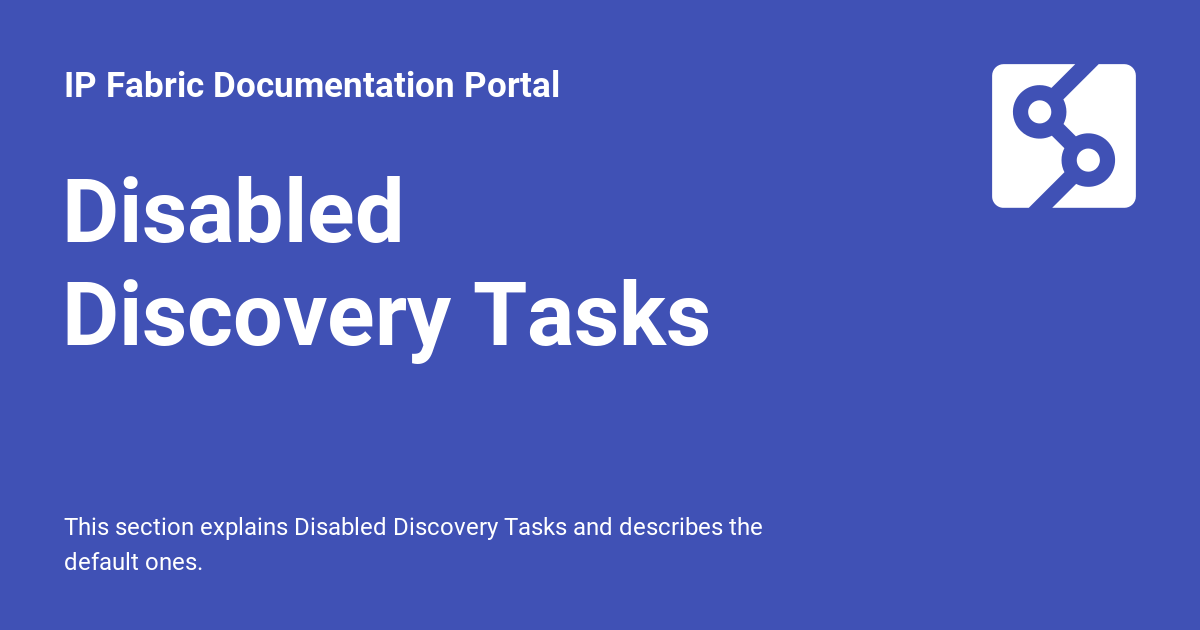 IP Fabric Documentation Portal
Disabled
Discovery Tasks
This section explains Disabled Discovery Tasks and describes the
default ones.